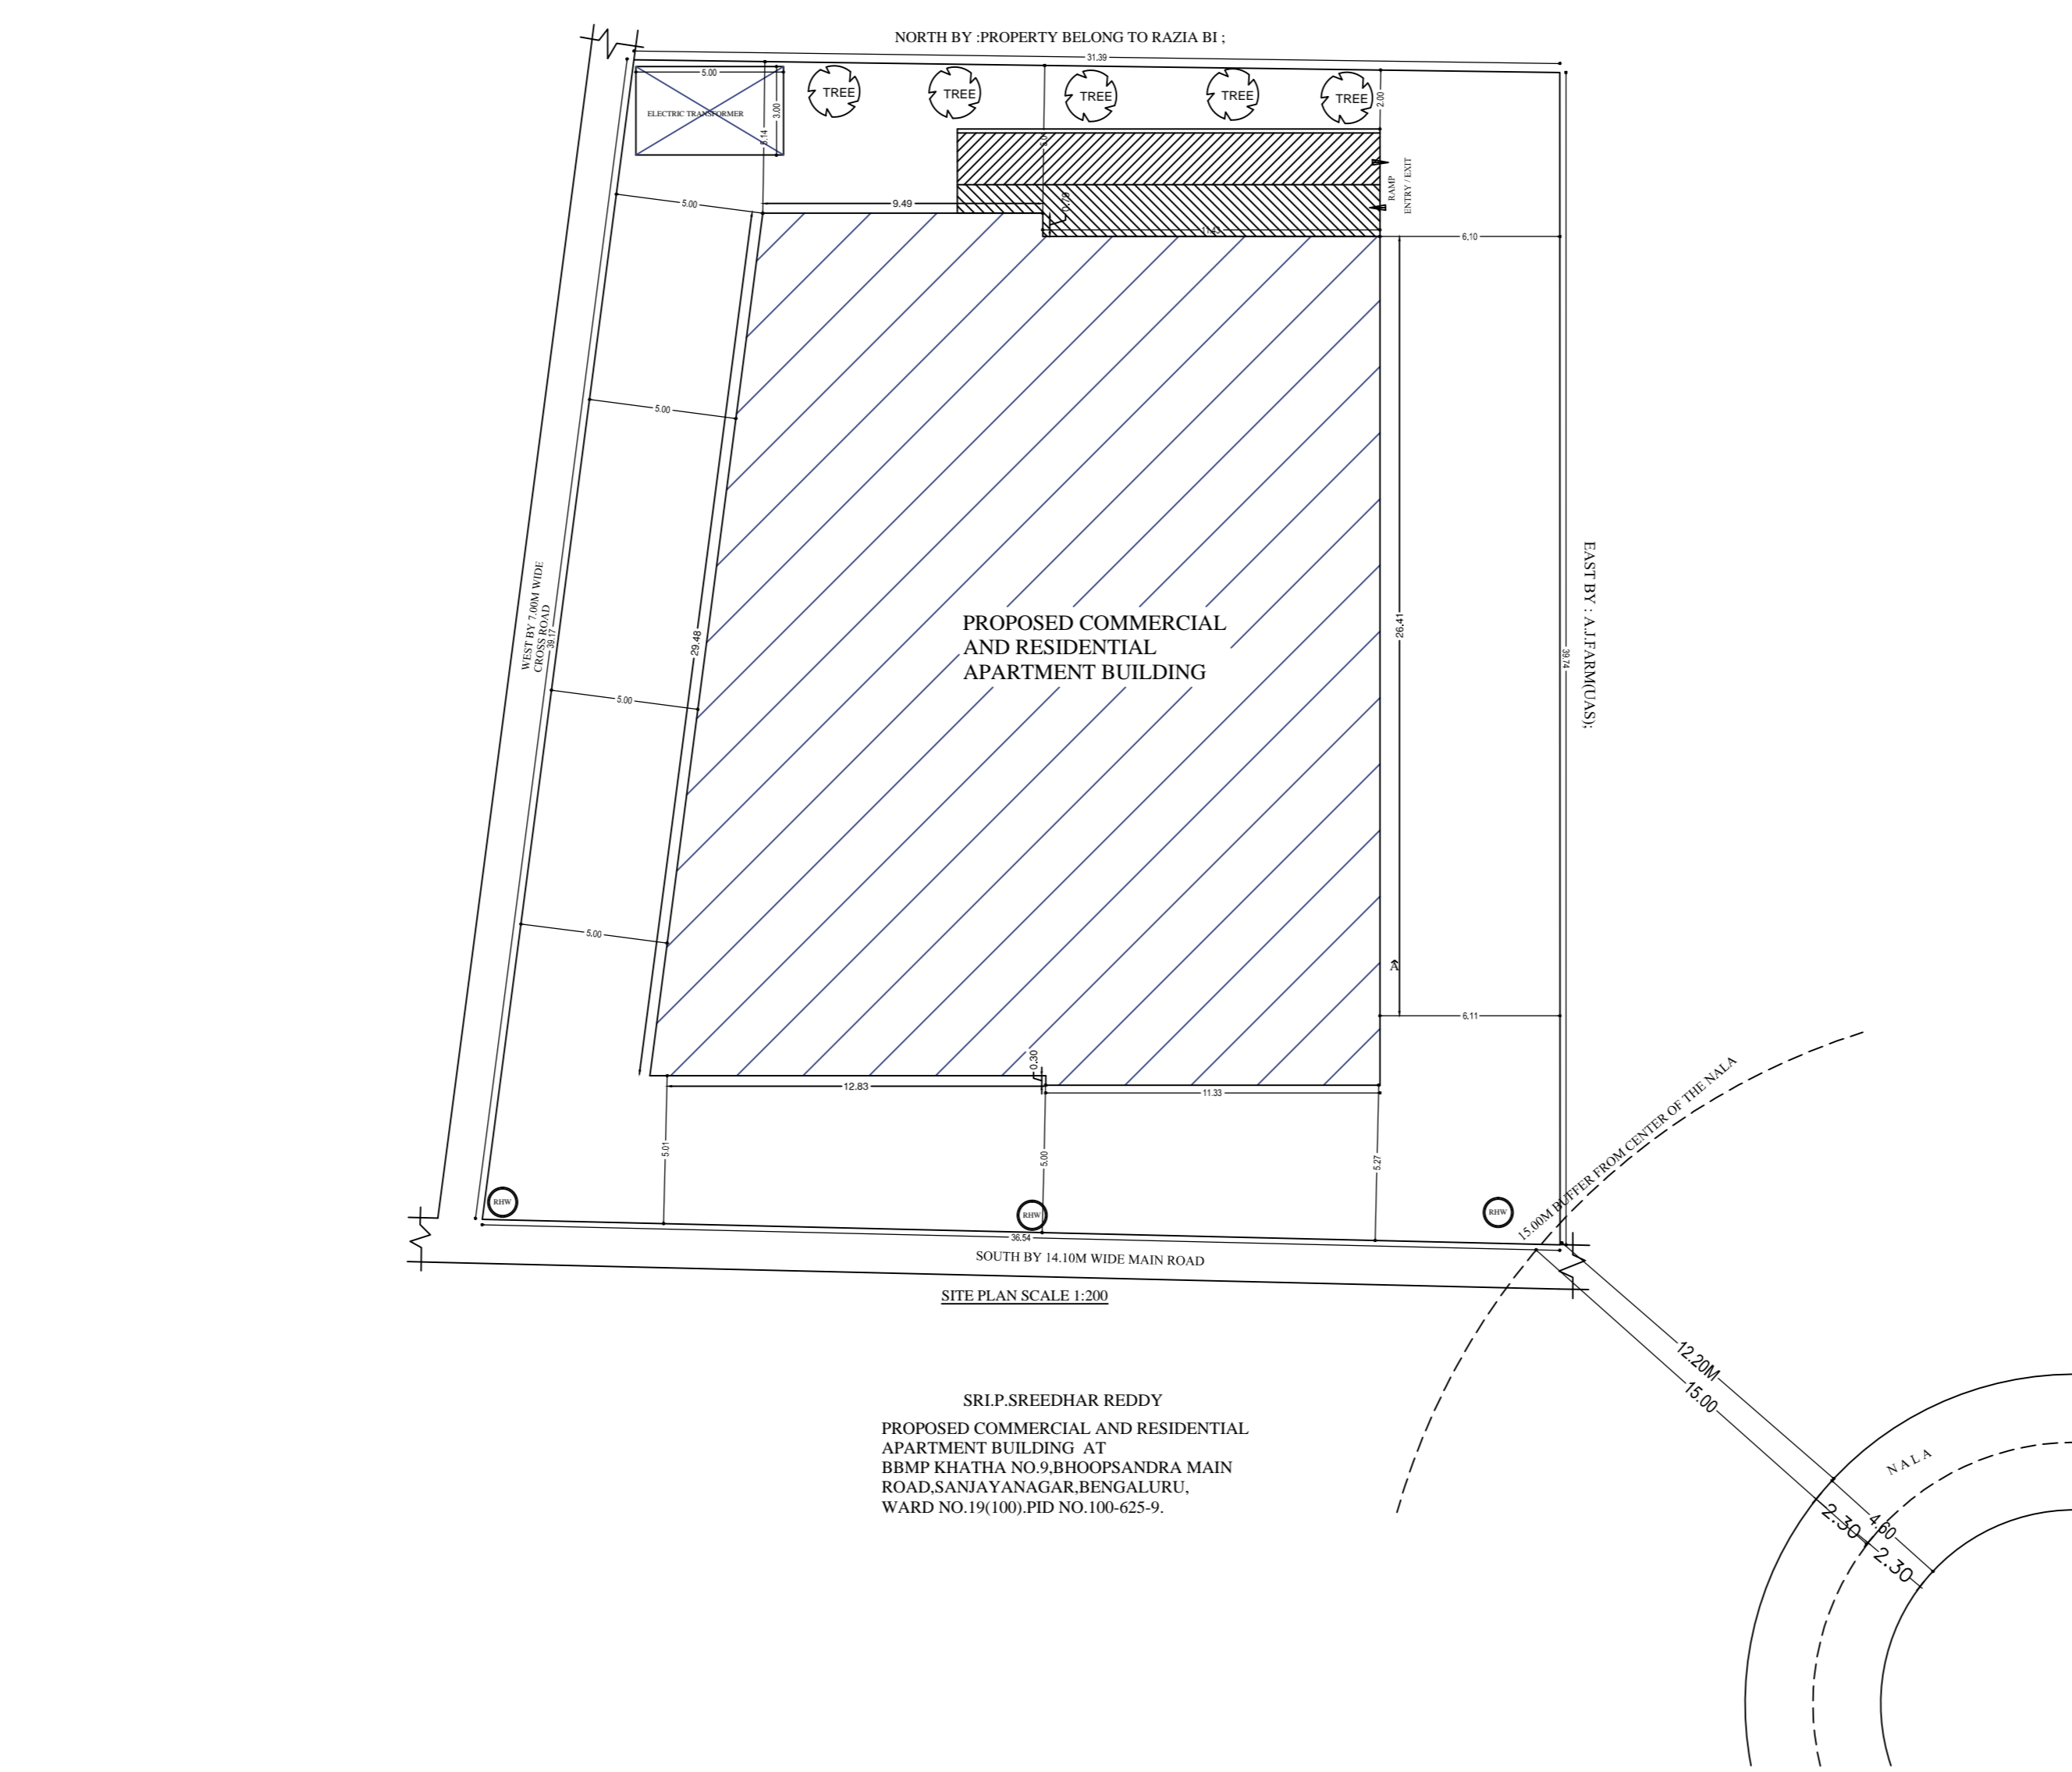 NORTH BY :PROPERTY BELONG TO RAZIA BI ;
31.39
5.00
ELECTRIC TRANSFORMER
3.00
5.14
TREE
TREE
TREE
TREE
TREE
2.00
RAMP
ENTRY / EXIT
5.00
9.49
11.43
6.10
5.00
WEST BY 7.00M WIDE
CROSS ROAD
39.17
29.48
PROPOSED COMMERCIAL
AND RESIDENTIAL
APARTMENT BUILDING
26.41
39.74
EAST BY : A.J.FARM(UAS);
5.00
5.00
A
6.11
0.30
12.83
11.33
5.01
5.00
5.27
RHW
RHW
RHW
36.54
SOUTH BY 14.10M WIDE MAIN ROAD
SITE PLAN SCALE 1:200
15.00M BUFFER FROM CENTER OF THE NALA
12.20M
15.00
NALA
2.30
4.60
2.30
SRI.P.SREEDHAR REDDY
PROPOSED COMMERCIAL AND RESIDENTIAL
APARTMENT BUILDING AT
BBMP KHATHA NO.9,BHOOPSANDRA MAIN
ROAD,SANJAYANAGAR,BENGALURU,
WARD NO.19(100).PID NO.100-625-9.